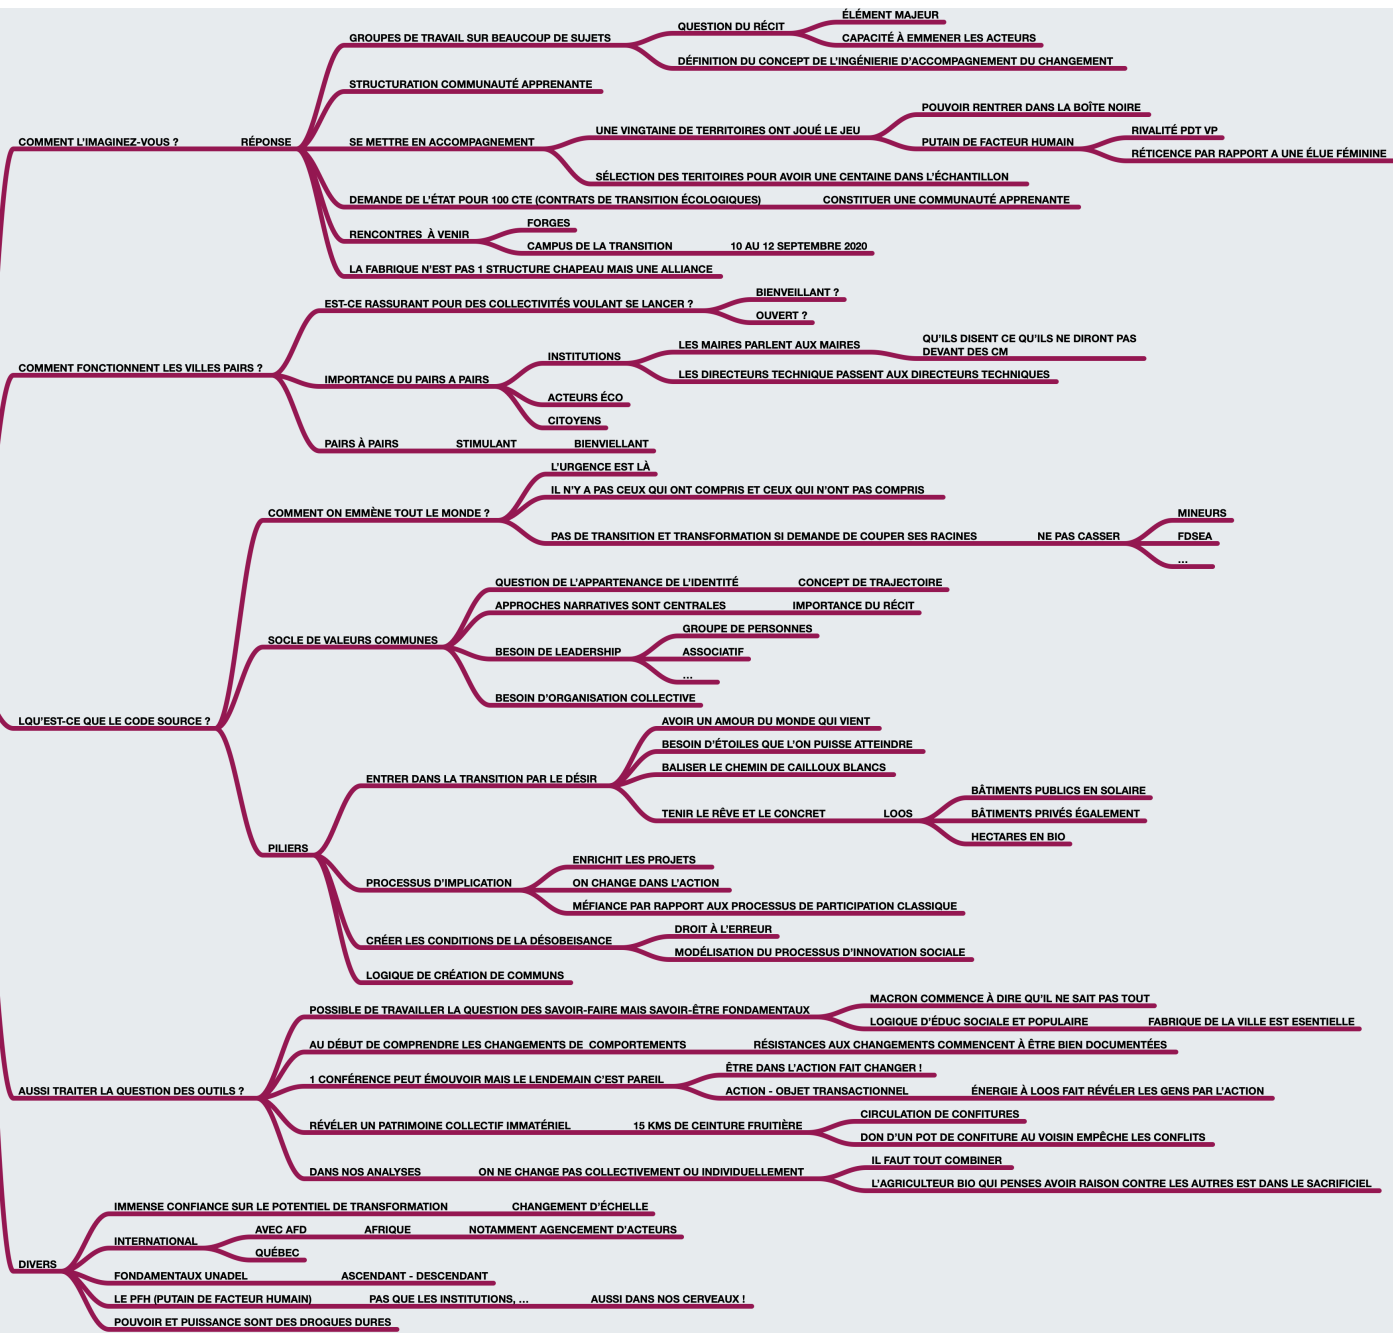 ÉLÉMENT MAJEUR
QUESTION DU RÉCIT
CAPACITÉ À EMMENER LES ACTEURS
GROUPES DE TRAVAIL SUR BEAUCOUP DE SUJETS
DÉFINITION DU CONCEPT DE L'INGÉNIERIE D'ACCOMPAGNEMENT DU CHANGEMENT
STRUCTURATION COMMUNAUTÉ APPRENANTE
POUVOIR RENTRER DANS LA BOÎTE NOIRE
UNE VINGTAINE DE TERRITOIRES ONT JOUÉ LE JEU
RIVALITÉ PDT VP
COMMENT L'IMAGINEZ-VOUS ? RÉPONSE SE METTRE EN ACCOMPAGNEMENT PUTAIN DE FACTEUR HUMAIN
RÉTICENCE PAR RAPPORT A UNE ÉLUE FÉMININE
SÉLECTION DES TERITOIRES POUR AVOIR UNE CENTAINE DANS L'ÉCHANTILLON
DEMANDE DE L'ÉTAT POUR 100 CTE (CONTRATS DE TRANSITION ÉCOLOGIQUES) CONSTITUER UNE COMMUNAUTÉ APPRENANTE
FORGES
RENCONTRES À VENIR
CAMPUS DE LA TRANSITION 10 AU 12 SEPTEMBRE 2020
LA FABRIQUE N'EST PAS 1 STRUCTURE CHAPEAU MAIS UNE ALLIANCE
BIENVEILLANT ?
EST-CE RASSURANT POUR DES COLLECTIVITÉS VOULANT SE LANCER ?
OUVERT ?
QU'ILS DISENT CE QU'ILS NE DIRONT PAS
LES MAIRES PARLENT AUX MAIRES
DEVANT DES CM
INSTITUTIONS
COMMENT FONCTIONNENT LES VILLES PAIRS ?
LES DIRECTEURS TECHNIQUE PASSENT AUX DIRECTEURS TECHNIQUES
IMPORTANCE DU PAIRS A PAIRS
ACTEURS ÉCO
CITOYENS
PAIRS À PAIRS STIMULANT BIENVIELLANT
L'URGENCE EST LÀ
IL N'Y A PAS CEUX QUI ONT COMPRIS ET CEUX QUI N'ONT PAS COMPRIS
COMMENT ON EMMÈNE TOUT LE MONDE ?
MINEURS
PAS DE TRANSITION ET TRANSFORMATION SI DEMANDE DE COUPER SES RACINES NE PAS CASSER FDSEA
...
QUESTION DE L'APPARTENANCE DE L'IDENTITÉ CONCEPT DE TRAJECTOIRE
APPROCHES NARRATIVES SONT CENTRALES IMPORTANCE DU RÉCIT
GROUPE DE PERSONNES
SOCLE DE VALEURS COMMUNES
BESOIN DE LEADERSHIP ASSOCIATIF
...
BESOIN D'ORGANISATION COLLECTIVE
LQU'EST-CE QUE LE CODE SOURCE ?
AVOIR UN AMOUR DU MONDE QUI VIENT
BESOIN D'ÉTOILES QUE L'ON PUISSE ATTEINDRE
BALISER LE CHEMIN DE CAILLOUX BLANCS
ENTRER DANS LA TRANSITION PAR LE DÉSIR
BÂTIMENTS PUBLICS EN SOLAIRE
TENIR LE RÊVE ET LE CONCRET LOOS BÂTIMENTS PRIVÉS ÉGALEMENT
HECTARES EN BIO
PILIERS
ENRICHIT LES PROJETS
PROCESSUS D'IMPLICATION ON CHANGE DANS L'ACTION
MÉFIANCE PAR RAPPORT AUX PROCESSUS DE PARTICIPATION CLASSIQUE
DROIT À L'ERREUR
CRÉER LES CONDITIONS DE LA DÉSOBEISANCE
MODÉLISATION DU PROCESSUS D'INNOVATION SOCIALE
LOGIQUE DE CRÉATION DE COMMUNS
MACRON COMMENCE À DIRE QU'IL NE SAIT PAS TOUT
POSSIBLE DE TRAVAILLER LA QUESTION DES SAVOIR-FAIRE MAIS SAVOIR-ÊTRE FONDAMENTAUX
LOGIQUE D'ÉDUC SOCIALE ET POPULAIRE FABRIQUE DE LA VILLE EST ESENTIELLE
AU DÉBUT DE COMPRENDRE LES CHANGEMENTS DE COMPORTEMENTS RÉSISTANCES AUX CHANGEMENTS COMMENCENT À ÊTRE BIEN DOCUMENTÉES
ÊTRE DANS L'ACTION FAIT CHANGER !
1 CONFÉRENCE PEUT ÉMOUVOIR MAIS LE LENDEMAIN C'EST PAREIL
AUSSI TRAITER LA QUESTION DES OUTILS ? ACTION - OBJET TRANSACTIONNEL ÉNERGIE À LOOS FAIT RÉVÉLER LES GENS PAR L'ACTION
CIRCULATION DE CONFITURES
RÉVÉLER UN PATRIMOINE COLLECTIF IMMATÉRIEL 15 KMS DE CEINTURE FRUITIÈRE
DON D'UN POT DE CONFITURE AU VOISIN EMPÊCHE LES CONFLITS
IL FAUT TOUT COMBINER
DANS NOS ANALYSES ON NE CHANGE PAS COLLECTIVEMENT OU INDIVIDUELLEMENT
L'AGRICULTEUR BIO QUI PENSES AVOIR RAISON CONTRE LES AUTRES EST DANS LE SACRIFICIEL
IMMENSE CONFIANCE SUR LE POTENTIEL DE TRANSFORMATION CHANGEMENT D'ÉCHELLE
AVEC AFD AFRIQUE NOTAMMENT AGENCEMENT D'ACTEURS
INTERNATIONAL
QUÉBEC
DIVERS
FONDAMENTAUX UNADEL ASCENDANT - DESCENDANT
LE PFH (PUTAIN DE FACTEUR HUMAIN) PAS QUE LES INSTITUTIONS, ... AUSSI DANS NOS CERVEAUX !
POUVOIR ET PUISSANCE SONT DES DROGUES DURES